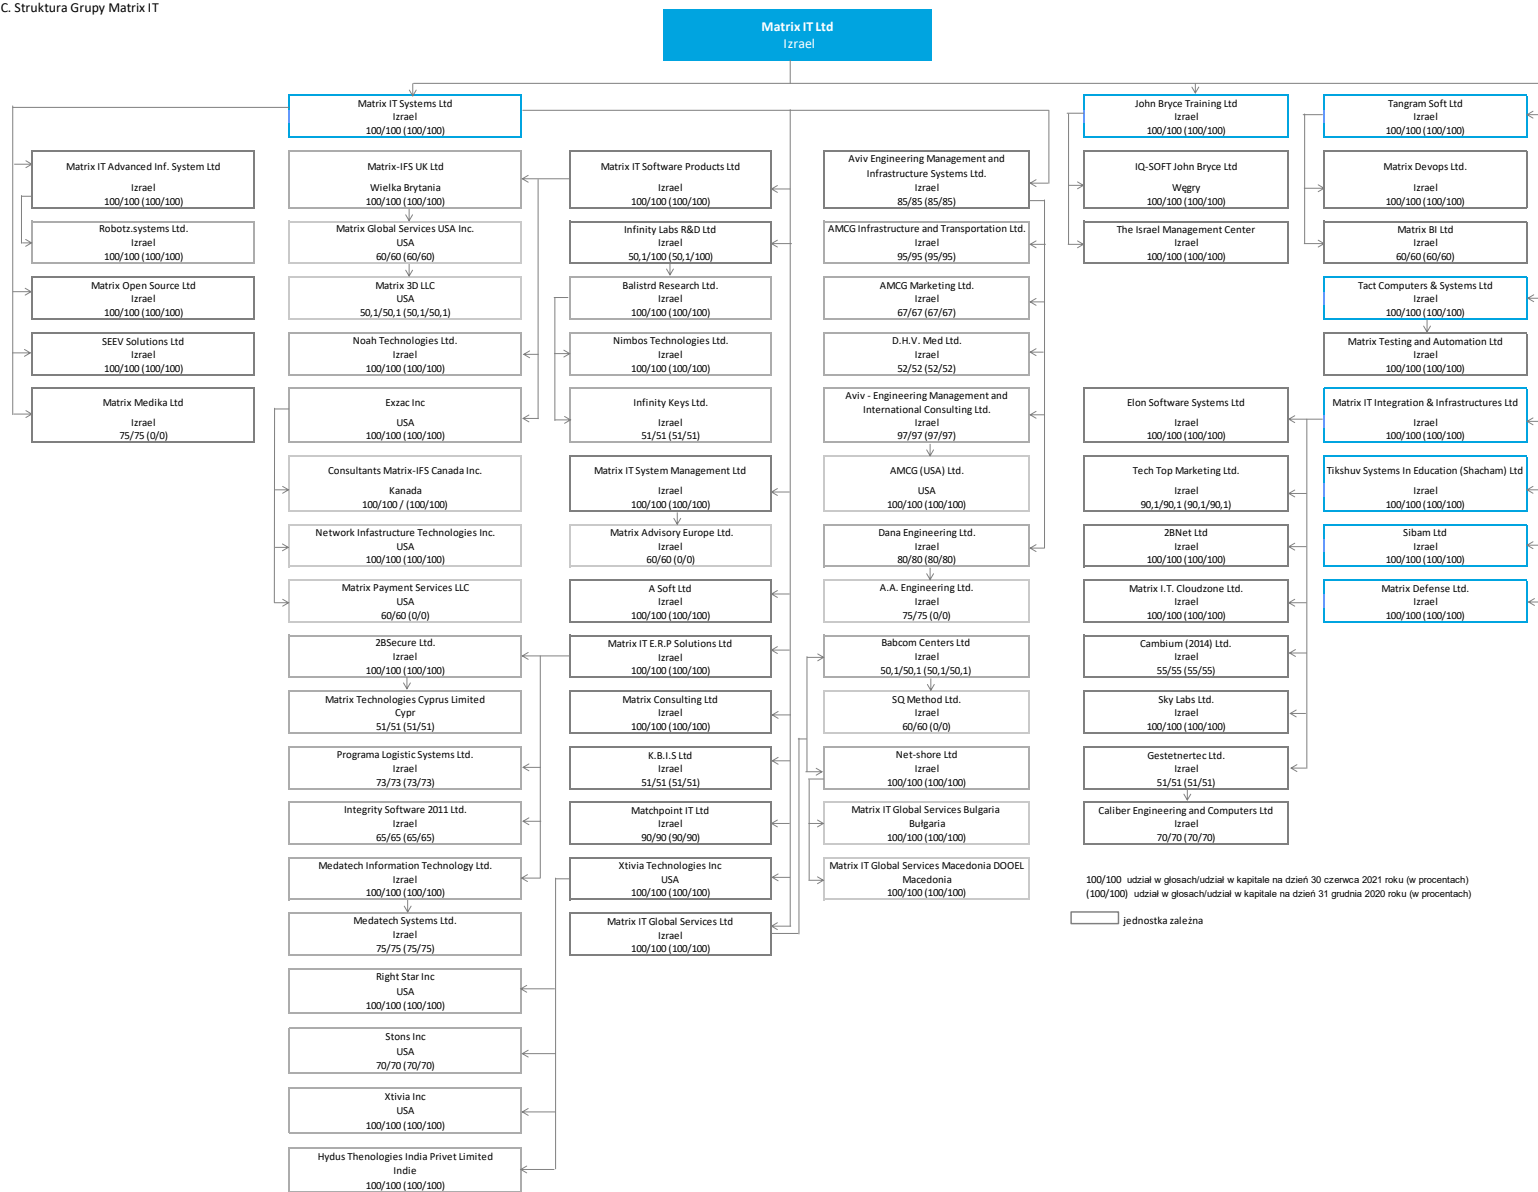 C. Struktura Grupy Matrix IT
Matrix IT Ltd
Izrael
Matrix IT Systems Ltd
Izrael
100/100 (100/100)
John Bryce Training Ltd
Izrael
100/100 (100/100)
Tangram Soft Ltd
Izrael
100/100 (100/100)
Matrix IT Advanced Inf. System Ltd
Izrael
100/100 (100/100)
Robotz.systems Ltd.
Izrael
100/100 (100/100)
Matrix Open Source Ltd
Izrael
100/100 (100/100)
SEEV Solutions Ltd
Izrael
100/100 (100/100)
Matrix Medika Ltd
Izrael
75/75 (0/0)
Matrix-IFS UK Ltd
Wielka Brytania
100/100 (100/100)
Matrix Global Services USA Inc.
USA
60/60 (60/60)
Matrix 3D LLC
USA
50,1/50,1 (50,1/50,1)
Noah Technologies Ltd.
Izrael
100/100 (100/100)
Exzac Inc
USA
100/100 (100/100)
Consultants Matrix-IFS Canada Inc.
Kanada
100/100 / (100/100)
Network Infastructure Technologies Inc.
USA
100/100 (100/100)
Matrix Payment Services LLC
USA
60/60 (0/0)
2BSecure Ltd.
Izrael
100/100 (100/100)
Matrix Technologies Cyprus Limited
Cypr
51/51 (51/51)
Programa Logistic Systems Ltd.
Izrael
73/73 (73/73)
Integrity Software 2011 Ltd.
Izrael
65/65 (65/65)
Medatech Information Technology Ltd.
Izrael
100/100 (100/100)
Medatech Systems Ltd.
Izrael
75/75 (75/75)
Right Star Inc
USA
100/100 (100/100)
Stons Inc
USA
70/70 (70/70)
Xtivia Inc
USA
100/100 (100/100)
Hydus Thenologies India Privet Limited
Indie
100/100 (100/100)
Matrix IT Software Products Ltd
Izrael
100/100 (100/100)
Infinity Labs R&D Ltd
Izrael
50,1/100 (50,1/100)
Balistrd Research Ltd.
Izrael
100/100 (100/100)
Nimbos Technologies Ltd.
Izrael
100/100 (100/100)
Infinity Keys Ltd.
Izrael
51/51 (51/51)
Matrix IT System Management Ltd
Izrael
100/100 (100/100)
Matrix Advisory Europe Ltd.
Izrael
60/60 (0/0)
A Soft Ltd
Izrael
100/100 (100/100)
Matrix IT E.R.P Solutions Ltd
Izrael
100/100 (100/100)
Matrix Consulting Ltd
Izrael
100/100 (100/100)
K.B.I.S Ltd
Izrael
51/51 (51/51)
Matchpoint IT Ltd
Izrael
90/90 (90/90)
Xtivia Technologies Inc
USA
100/100 (100/100)
Matrix IT Global Services Ltd
Izrael
100/100 (100/100)
Aviv Engineering Management and
Infrastructure Systems Ltd.
Izrael
85/85 (85/85)
AMCG Infrastructure and Transportation Ltd.
Izrael
95/95 (95/95)
AMCG Marketing Ltd.
Izrael
67/67 (67/67)
D.H.V. Med Ltd.
Izrael
52/52 (52/52)
Aviv - Engineering Management and
International Consulting Ltd.
Izrael
97/97 (97/97)
AMCG (USA) Ltd.
USA
100/100 (100/100)
Dana Engineering Ltd.
Izrael
80/80 (80/80)
A.A. Engineering Ltd.
Izrael
75/75 (0/0)
Babcom Centers Ltd
Izrael
50,1/50,1 (50,1/50,1)
SQ Method Ltd.
Izrael
60/60 (0/0)
Net-shore Ltd
Izrael
100/100 (100/100)
Matrix IT Global Services Bulgaria
Bułgaria
100/100 (100/100)
Matrix IT Global Services Macedonia DOOEL
Macedonia
100/100 (100/100)
IQ-SOFT John Bryce Ltd
Węgry
100/100 (100/100)
The Israel Management Center
Izrael
100/100 (100/100)
Elon Software Systems Ltd
Izrael
100/100 (100/100)
Tech Top Marketing Ltd.
Izrael
90,1/90,1 (90,1/90,1)
2BNet Ltd
Izrael
100/100 (100/100)
Matrix I.T. Cloudzone Ltd.
Izrael
100/100 (100/100)
Cambium (2014) Ltd.
Izrael
55/55 (55/55)
Sky Labs Ltd.
Izrael
100/100 (100/100)
Gestetnertec Ltd.
Izrael
51/51 (51/51)
Caliber Engineering and Computers Ltd
Izrael
70/70 (70/70)
Matrix Devops Ltd.
Izrael
100/100 (100/100)
Matrix BI Ltd
Izrael
60/60 (60/60)
Tact Computers & Systems Ltd
Izrael
100/100 (100/100)
Matrix Testing and Automation Ltd
Izrael
100/100 (100/100)
Matrix IT Integration & Infrastructures Ltd
Izrael
100/100 (100/100)
Tikshuv Systems In Education (Shacham) Ltd
Izrael
100/100 (100/100)
Sibam Ltd
Izrael
100/100 (100/100)
Matrix Defense Ltd.
Izrael
100/100 (100/100)
100/100 udział w głosach/udział w kapitale na dzień 30 czerwca 2021 roku (w procentach)
(100/100) udział w głosach/udział w kapitale na dzień 31 grudnia 2020 roku (w procentach)
jednostka zależna